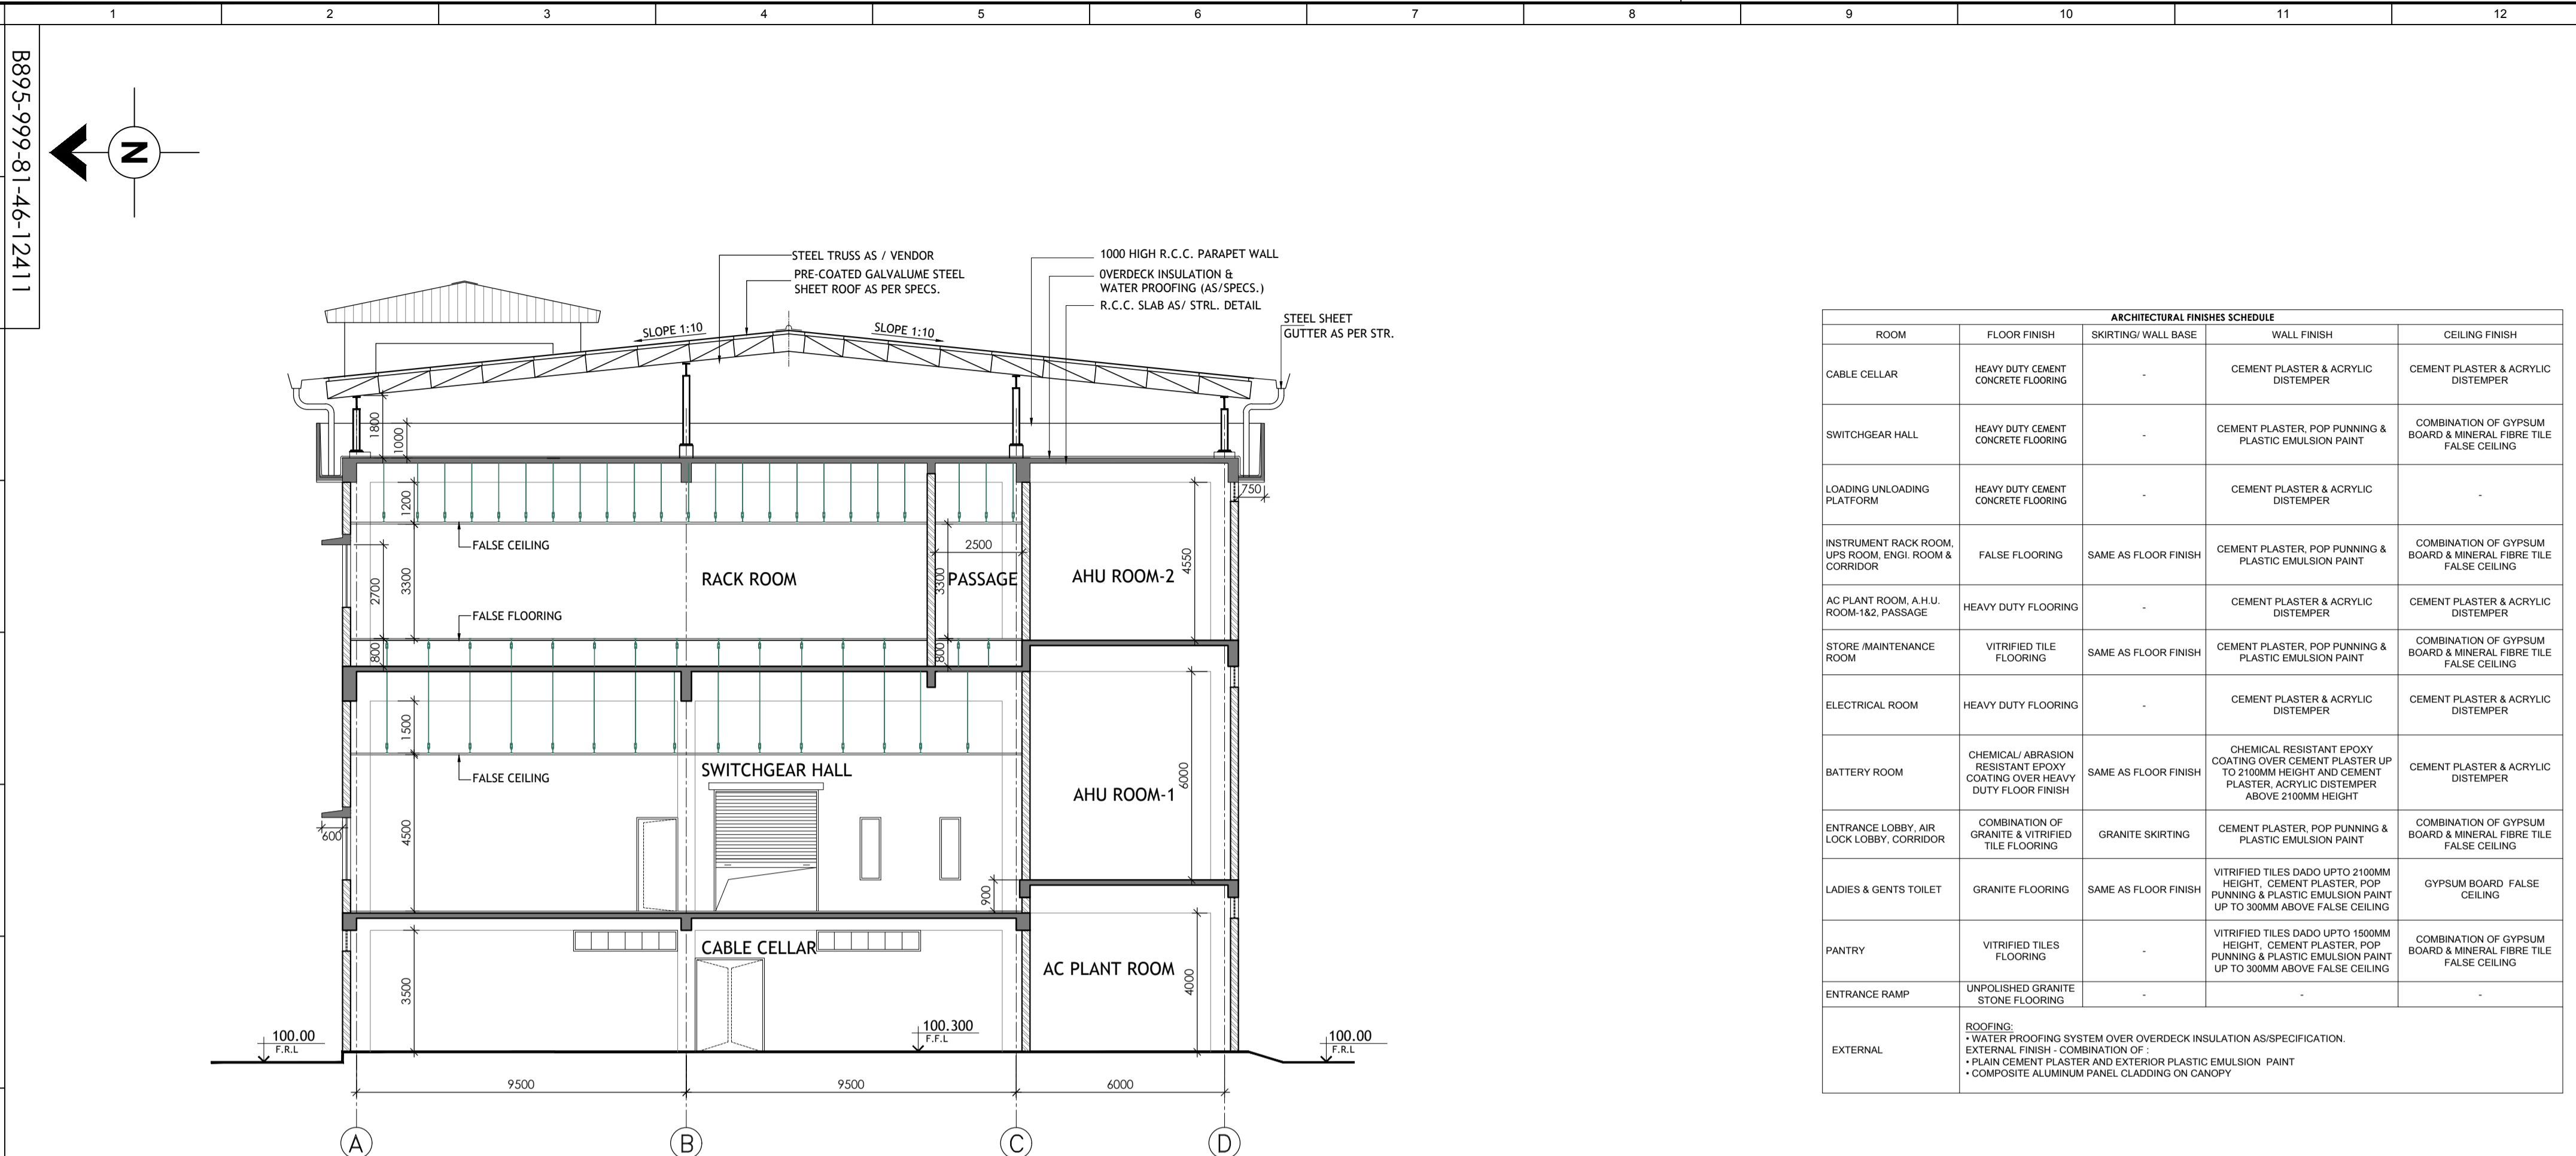 1 2 3 4 5 6 7 8 9 10 11 12
B895-999-81-46-12411
N
STEEL TRUSS AS / VENDOR
PRE-COATED GALVALUME STEEL
SHEET ROOF AS PER SPECS.
1000 HIGH R.C.C. PARAPET WALL
OVERDECK INSULATION &
WATER PROOFING (AS/SPECS.)
R.C.C. SLAB AS/ STRL. DETAIL
STEEL SHEET
GUTTER AS PER STR.
SLOPE 1:10
SLOPE 1:10
1800
1000
1200
750
FALSE CEILING
2500
2700
3300
RACK ROOM
3300
PASSAGE
AHU ROOM-2
4550
FALSE FLOORING
800
800
1500
FALSE CEILING
SWITCHGEAR HALL
AHU ROOM-1
6000
600
4500
900
CABLE CELLAR
AC PLANT ROOM
3500
4000
100.00
F.R.L
100.300
F.F.L
100.00
F.R.L
9500
9500
6000
A
B
C
D
ARCHITECTURAL FINISHES SCHEDULE
ROOM
FLOOR FINISH
SKIRTING/ WALL BASE
WALL FINISH
CEILING FINISH
CABLE CELLAR
HEAVY DUTY CEMENT
CONCRETE FLOORING
-
CEMENT PLASTER & ACRYLIC
DISTEMPER
CEMENT PLASTER & ACRYLIC
DISTEMPER
SWITCHGEAR HALL
HEAVY DUTY CEMENT
CONCRETE FLOORING
-
CEMENT PLASTER, POP PUNNING &
PLASTIC EMULSION PAINT
COMBINATION OF GYPSUM
BOARD & MINERAL FIBRE TILE
FALSE CEILING
LOADING UNLOADING
PLATFORM
HEAVY DUTY CEMENT
CONCRETE FLOORING
-
CEMENT PLASTER & ACRYLIC
DISTEMPER
-
INSTRUMENT RACK ROOM,
UPS ROOM, ENGI. ROOM &
CORRIDOR
FALSE FLOORING
SAME AS FLOOR FINISH
CEMENT PLASTER, POP PUNNING &
PLASTIC EMULSION PAINT
COMBINATION OF GYPSUM
BOARD & MINERAL FIBRE TILE
FALSE CEILING
AC PLANT ROOM, A.H.U.
ROOM-1&2, PASSAGE
HEAVY DUTY FLOORING
-
CEMENT PLASTER & ACRYLIC
DISTEMPER
CEMENT PLASTER & ACRYLIC
DISTEMPER
STORE /MAINTENANCE
ROOM
VITRIFIED TILE
FLOORING
SAME AS FLOOR FINISH
CEMENT PLASTER, POP PUNNING &
PLASTIC EMULSION PAINT
COMBINATION OF GYPSUM
BOARD & MINERAL FIBRE TILE
FALSE CEILING
ELECTRICAL ROOM
HEAVY DUTY FLOORING
-
CEMENT PLASTER & ACRYLIC
DISTEMPER
CEMENT PLASTER & ACRYLIC
DISTEMPER
BATTERY ROOM
CHEMICAL/ ABRASION
RESISTANT EPOXY
COATING OVER HEAVY
DUTY FLOOR FINISH
SAME AS FLOOR FINISH
CHEMICAL RESISTANT EPOXY
COATING OVER CEMENT PLASTER UP
TO 2100MM HEIGHT AND CEMENT
PLASTER, ACRYLIC DISTEMPER
ABOVE 2100MM HEIGHT
CEMENT PLASTER & ACRYLIC
DISTEMPER
ENTRANCE LOBBY, AIR
LOCK LOBBY, CORRIDOR
COMBINATION OF
GRANITE & VITRIFIED
TILE FLOORING
GRANITE SKIRTING
CEMENT PLASTER, POP PUNNING &
PLASTIC EMULSION PAINT
COMBINATION OF GYPSUM
BOARD & MINERAL FIBRE TILE
FALSE CEILING
LADIES & GENTS TOILET
GRANITE FLOORING
SAME AS FLOOR FINISH
VITRIFIED TILES DADO UPTO 2100MM
HEIGHT, CEMENT PLASTER, POP
PUNNING & PLASTIC EMULSION PAINT
UP TO 300MM ABOVE FALSE CEILING
GYPSUM BOARD FALSE
CEILING
PANTRY
VITRIFIED TILES
FLOORING
-
VITRIFIED TILES DADO UPTO 1500MM
HEIGHT, CEMENT PLASTER, POP
PUNNING & PLASTIC EMULSION PAINT
UP TO 300MM ABOVE FALSE CEILING
COMBINATION OF GYPSUM
BOARD & MINERAL FIBRE TILE
FALSE CEILING
ENTRANCE RAMP
UNPOLISHED GRANITE
STONE FLOORING
-
-
-
EXTERNAL
ROOFING:
• WATER PROOFING SYSTEM OVER OVERDECK INSULATION AS/SPECIFICATION.
EXTERNAL FINISH - COMBINATION OF :
• PLAIN CEMENT PLASTER AND EXTERIOR PLASTIC EMULSION PAINT
• COMPOSITE ALUMINUM PANEL CLADDING ON CANOPY